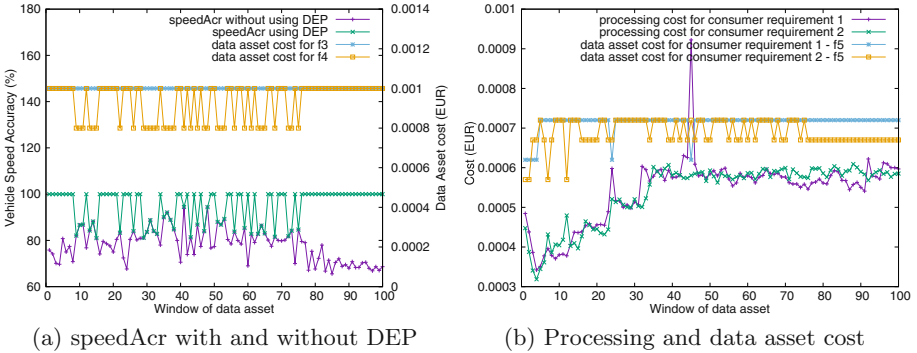 180
160
140
120
100
80
60
Vehicle Speed Accuracy (%)
speedAcr without using DEP
speedAcr using DEP
data asset cost for f3
data asset cost for f4
0.0014
0.0012
0.001
0.0008
0.0006
0.0004
0.0002
0
Data Asset cost (EUR)
0 10 20 30 40 50 60 70 80 90 100
Window of data asset
(a) speedAcr with and without DEP
0.001
0.0009
0.0008
0.0007
0.0006
0.0005
0.0004
0.0003
Cost (EUR)
processing cost for consumer requirement 1
processing cost for consumer requirement 2
data asset cost for consumer requirement 1 - f5
data asset cost for consumer requirement 2 - f5
0 10 20 30 40 50 60 70 80 90 100
Window of data asset
(b) Processing and data asset cost